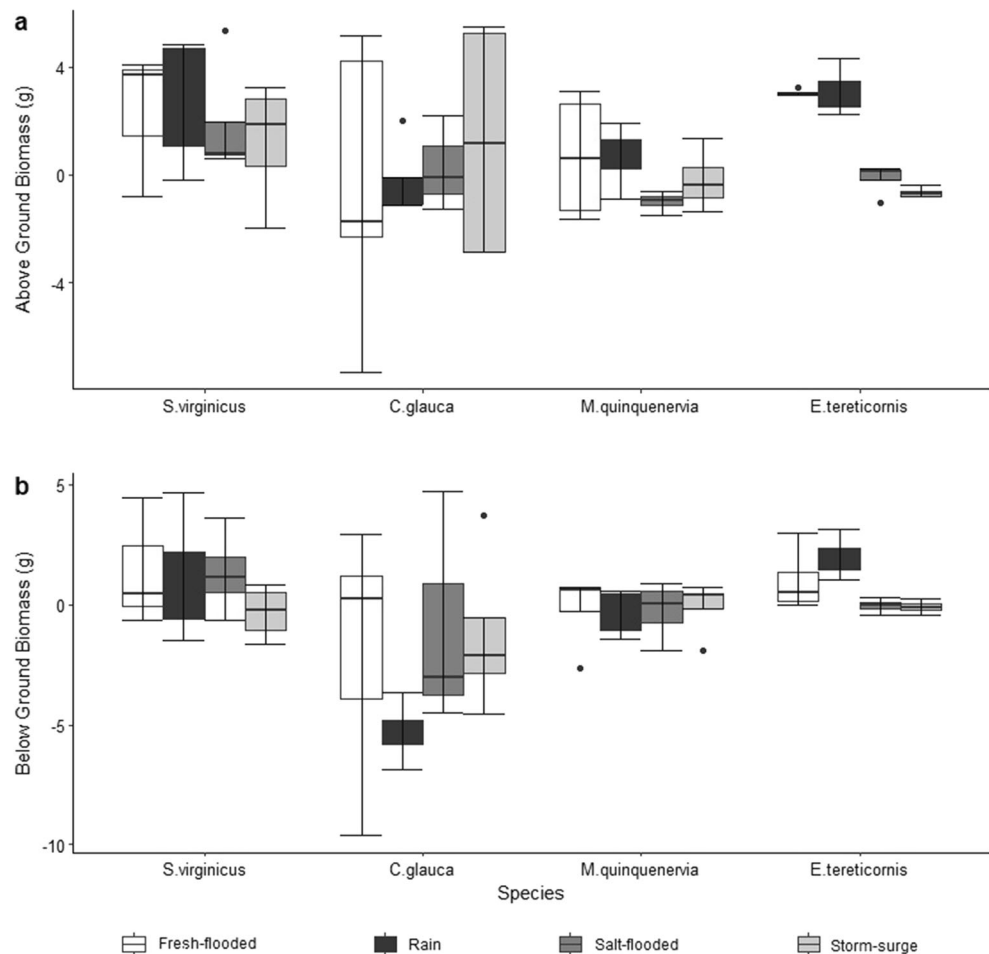 a
Above Ground Biomass (g)
4
0
-4
S.virginicus C.glauca M.quinquenervia E.tereticornis
b
Below Ground Biomass (g)
5
0
-5
-10
S.virginicus C.glauca M.quinquenervia E.tereticornis
Species
Fresh-flooded Rain Salt-flooded Storm-surge